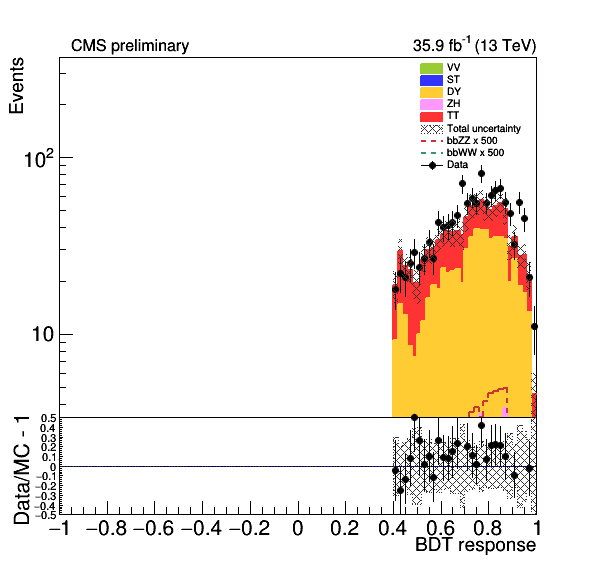 CMS preliminary
35.9 fb⁻¹ (13 TeV)
Events
VV
ST
DY
ZH
TT
Total uncertainty
bbZZ x 500
bbWW x 500
Data
10²
10
Data/MC - 1
0.5
0.4
0.3
0.2
0.1
0
−0.1
−0.2
−0.3
−0.4
−0.5
−1 −0.8 −0.6 −0.4 −0.2 0 0.2 0.4 0.6 0.8 1
BDT response